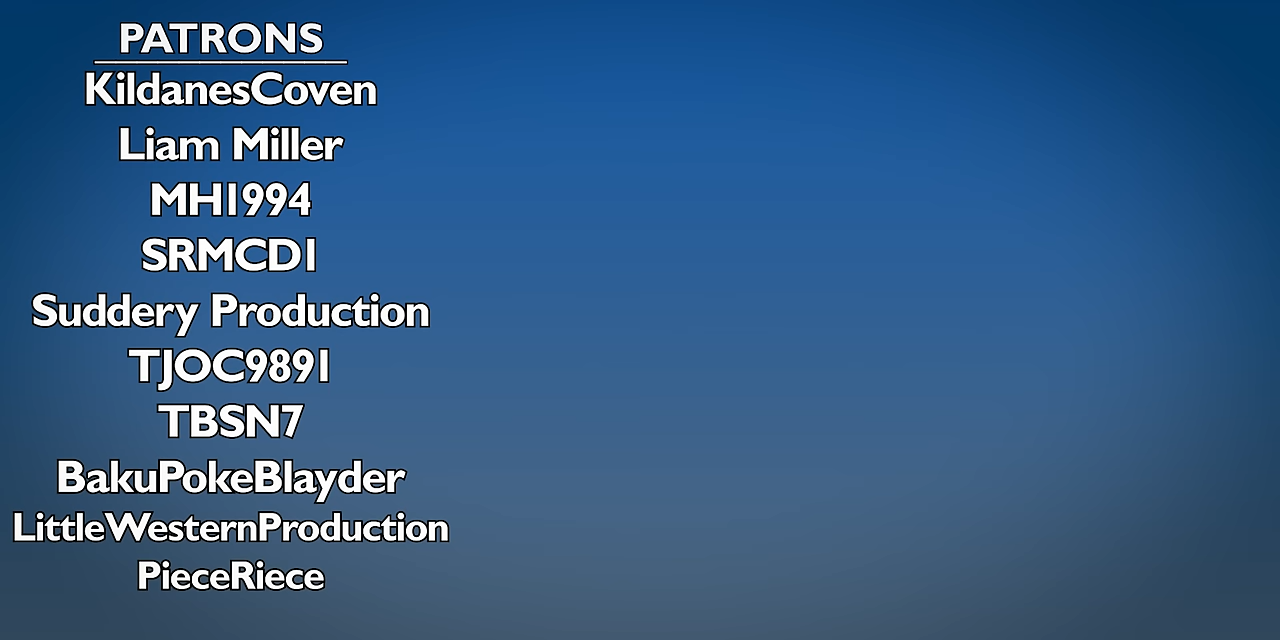 PATRONS
KildanesCoven
Liam Miller
MH1994
SRMCD1
Suddery Production
TJOC9891
TBSN7
BakuPokeBlayder
LittleWesternProduction
PieceRiece